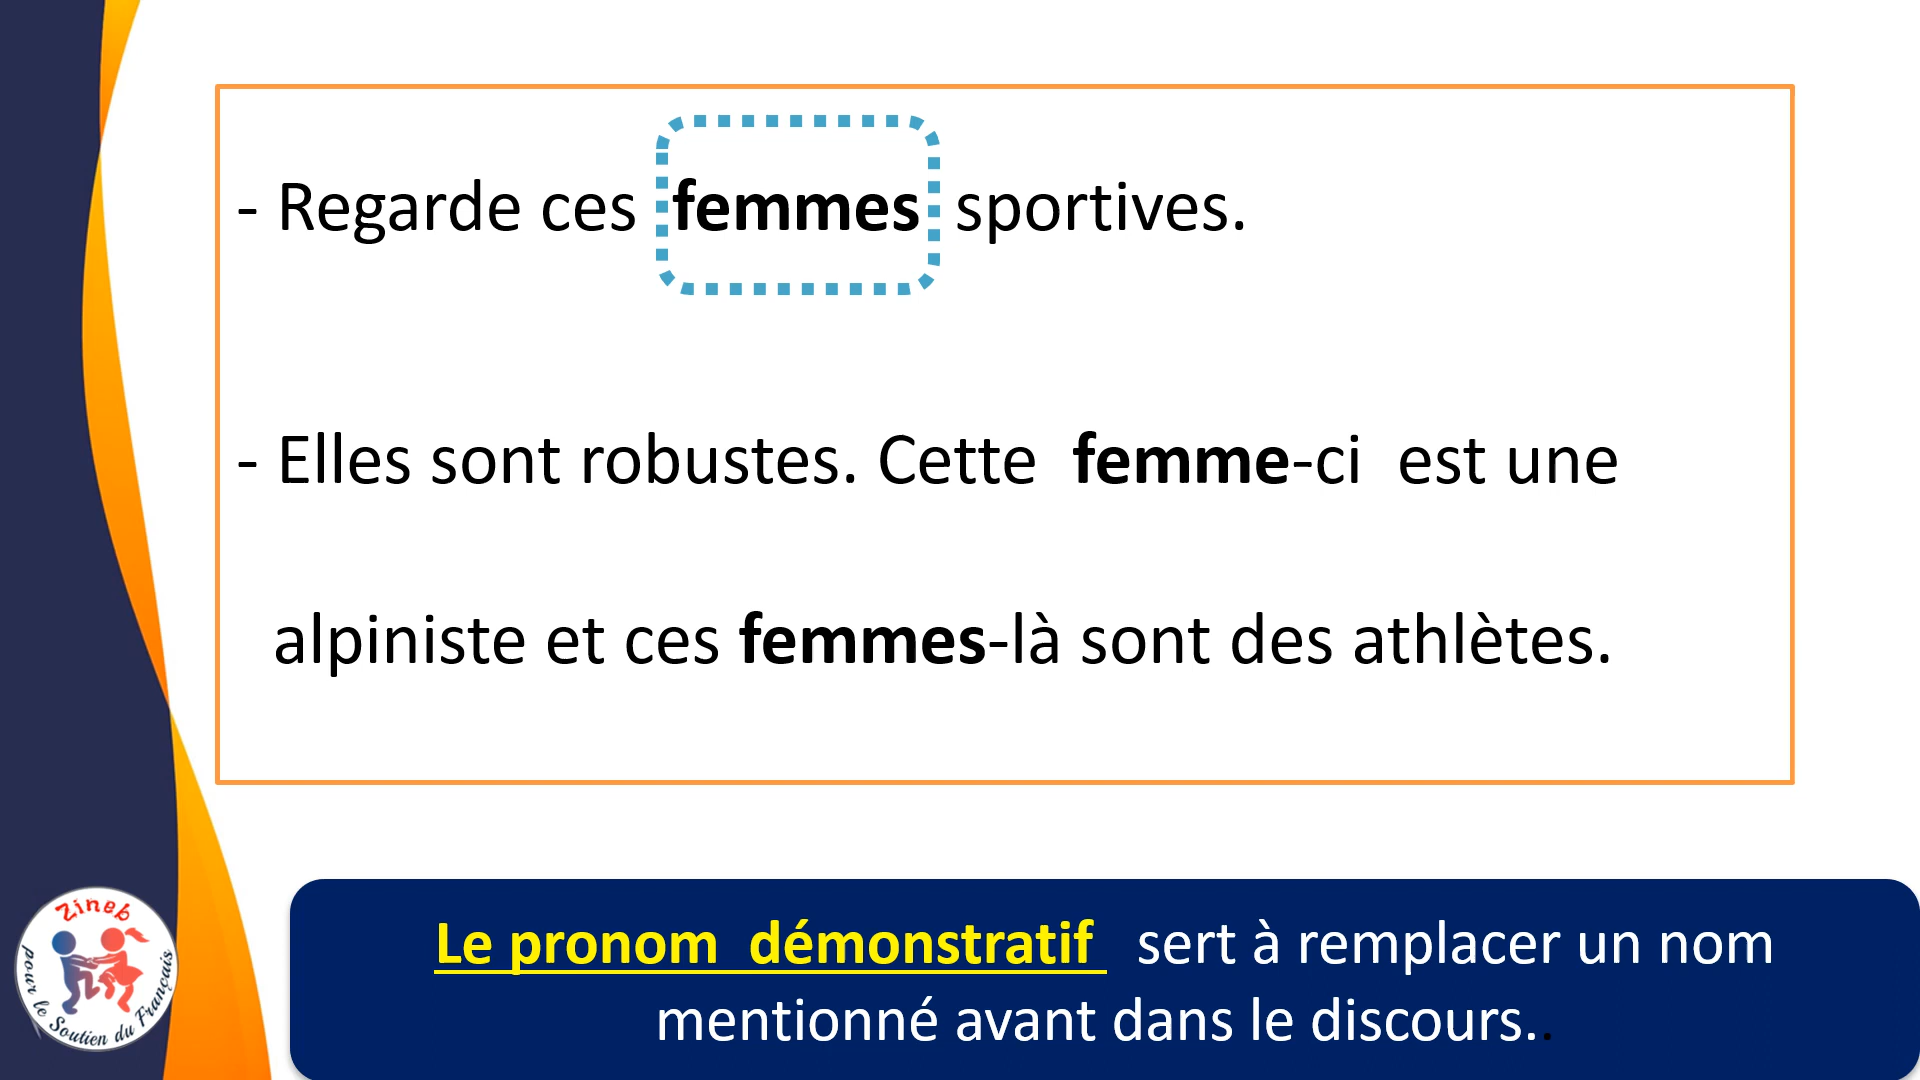 - Regarde ces femmes sportives.
- Elles sont robustes. Cette femme-ci est une
alpiniste et ces femmes-là sont des athlètes.
Le pronom démonstratif sert à remplacer un nom
mentionné avant dans le discours..
Zineb
pour le Soutien du Français